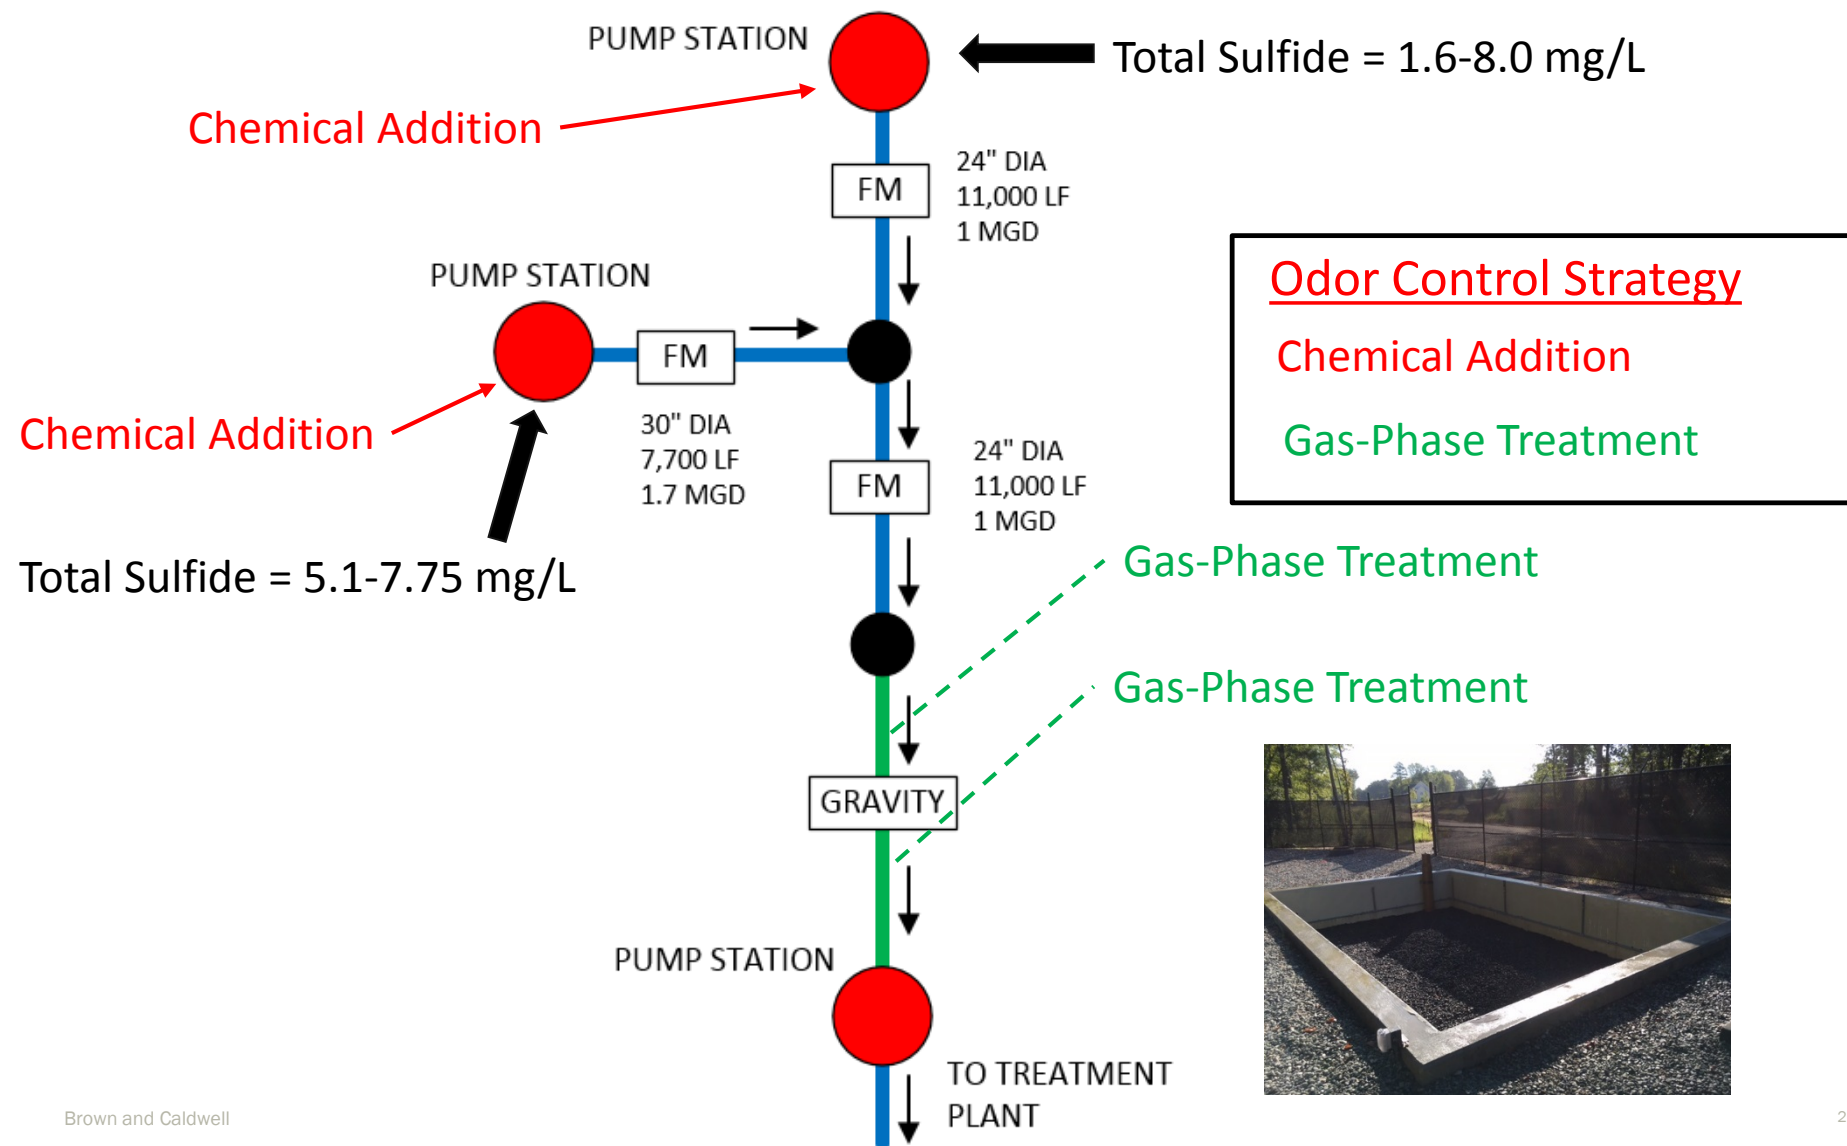 PUMP STATION
Total Sulfide = 1.6-8.0 mg/L
Chemical Addition
FM
24" DIA
11,000 LF
1 MGD
PUMP STATION
FM
30" DIA
7,700 LF
1.7 MGD
Chemical Addition
Total Sulfide = 5.1-7.75 mg/L
FM
24" DIA
11,000 LF
1 MGD
Odor Control Strategy
Chemical Addition
Gas-Phase Treatment
Gas-Phase Treatment
Gas-Phase Treatment
GRAVITY
PUMP STATION
TO TREATMENT
PLANT
Brown and Caldwell
2